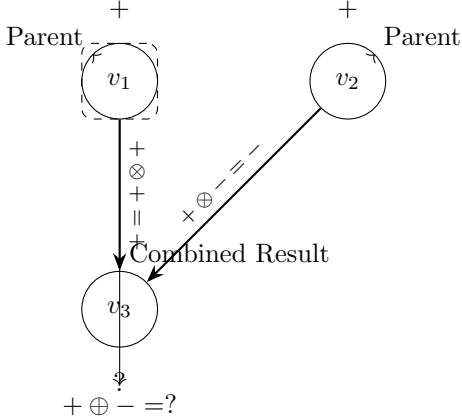 + +
Parent Parent
v₁ v₂
+ ⊗ + = +
+ ⊗ − = −
Combined Result
v₃
?
+ ⊕ − =?